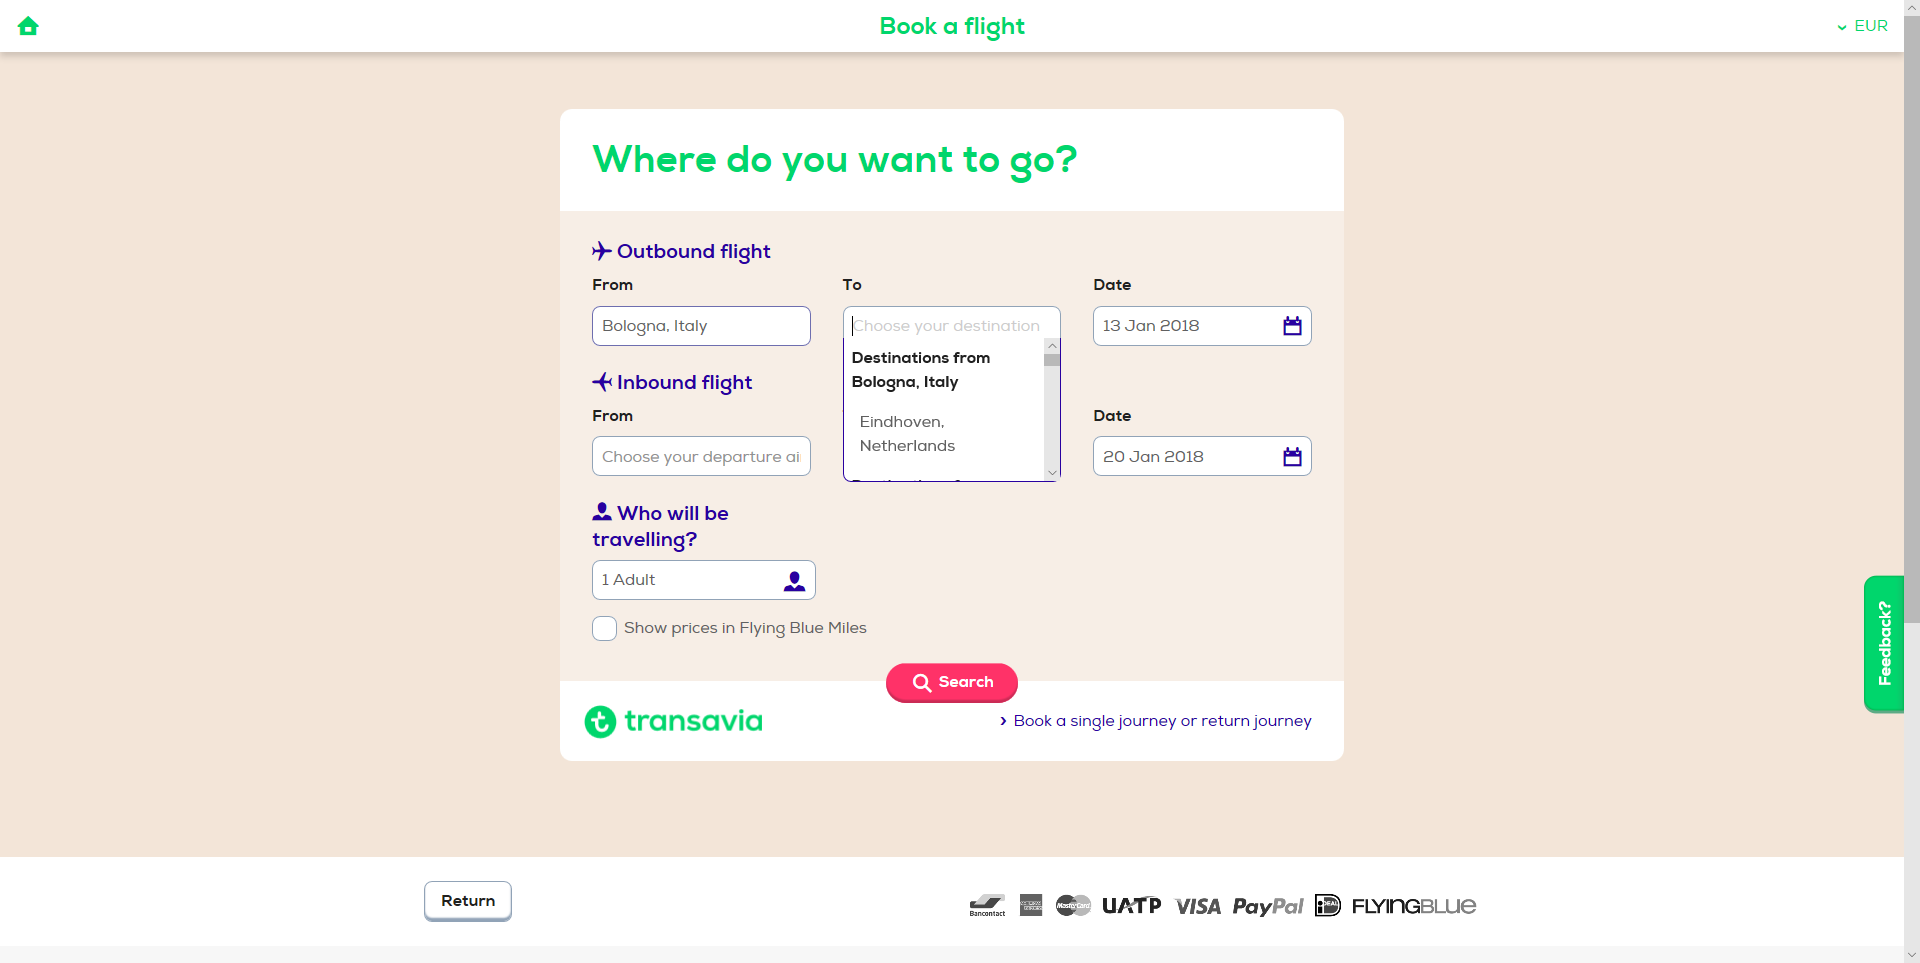 Book a flight
EUR
Where do you want to go?
Outbound flight
From
To
Date
Bologna, Italy
Choose your destination
13 Jan 2018
Destinations from
Bologna, Italy
Eindhoven,
Netherlands
Inbound flight
From
Date
Choose your departure ai
20 Jan 2018
Who will be
travelling?
1 Adult
Show prices in Flying Blue Miles
Search
transavia
Book a single journey or return journey
Feedback?
Return
Bancontact
MasterCard
UATP
VISA
PayPal
iDEAL
FLYINGBLUE